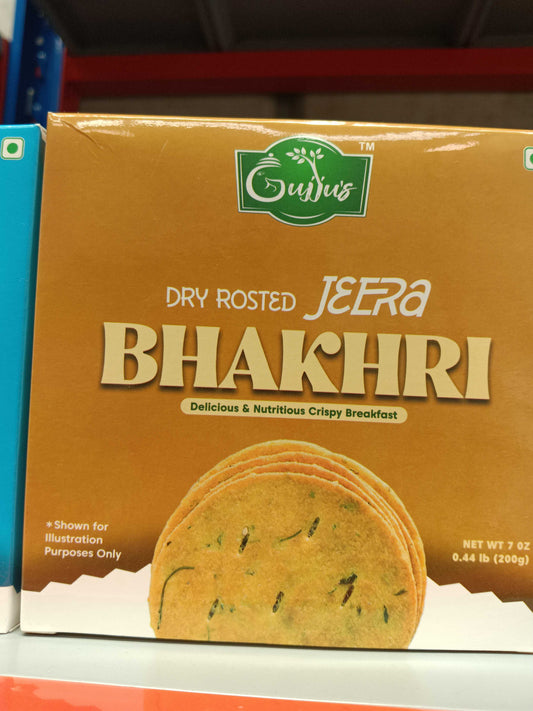 Gujju's TM
DRY ROSTED JEERA
BHAKHRI
Delicious & Nutritious Crispy Breakfast
*Shown for
Illustration
Purposes Only
NET WT 7 OZ
0.44 lb (200g)